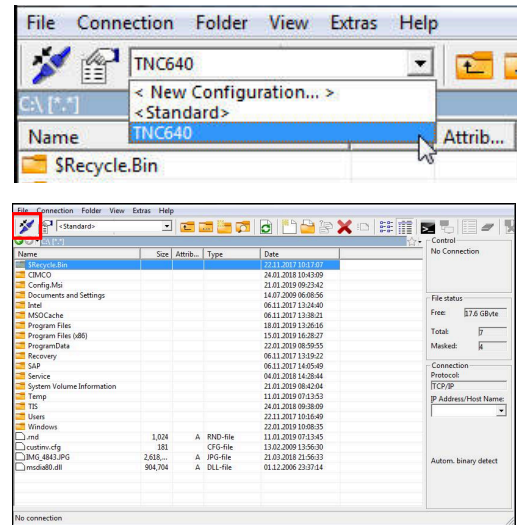 File Connection Folder View Extras Help
TNC640
C:\ [*.*]
< New Configuration... >
<Standard>
Name TNC640 Attrib...
$Recycle.Bin
File Connection Folder View Extras Help
<Standard>
C:\ [*.*]
Name Size Attrib... Type Date
$Recycle.Bin 22.11.2017 10:17:07
CIMCO 24.01.2018 10:43:09
Config.Msi 21.01.2019 09:23:42
Documents and Settings 14.07.2009 06:08:56
Intel 06.11.2017 13:24:40
MSOCache 06.11.2017 13:38:21
Program Files 18.01.2019 13:26:16
Program Files (x86) 15.01.2019 16:28:27
ProgramData 22.01.2019 08:59:55
Recovery 06.11.2017 13:19:22
SAP 06.11.2017 14:05:49
Service 04.01.2018 14:28:44
System Volume Information 21.01.2019 08:42:04
Temp 11.01.2019 07:13:53
TIS 24.01.2018 09:38:09
Users 22.11.2017 10:16:49
Windows 22.01.2019 10:08:35
.rnd 1,024 A RND-file 11.01.2019 07:13:45
custinv.cfg 181 CFG-file 13.02.2009 13:56:30
IMG_4843.JPG 2,618,... A JPG-file 21.03.2018 21:56:33
msdia80.dll 904,704 A DLL-file 01.12.2006 23:37:14
Control
No Connection
File status
Free: 17.6 GByte
Total: 7
Masked: 4
Connection
Protocol:
TCP/IP
IP Address/Host Name:
Autom. binary detect
No connection